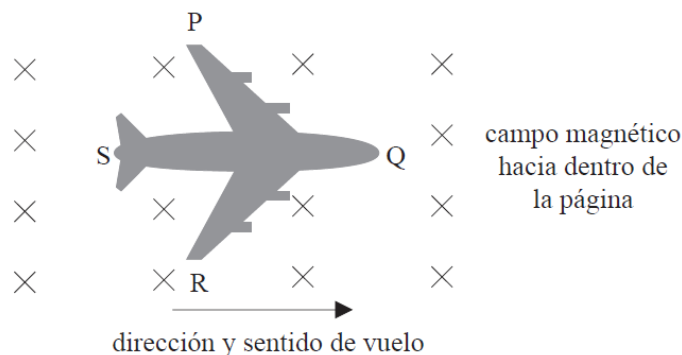 P
S
Q
campo magnético
hacia dentro de
la página
R
dirección y sentido de vuelo